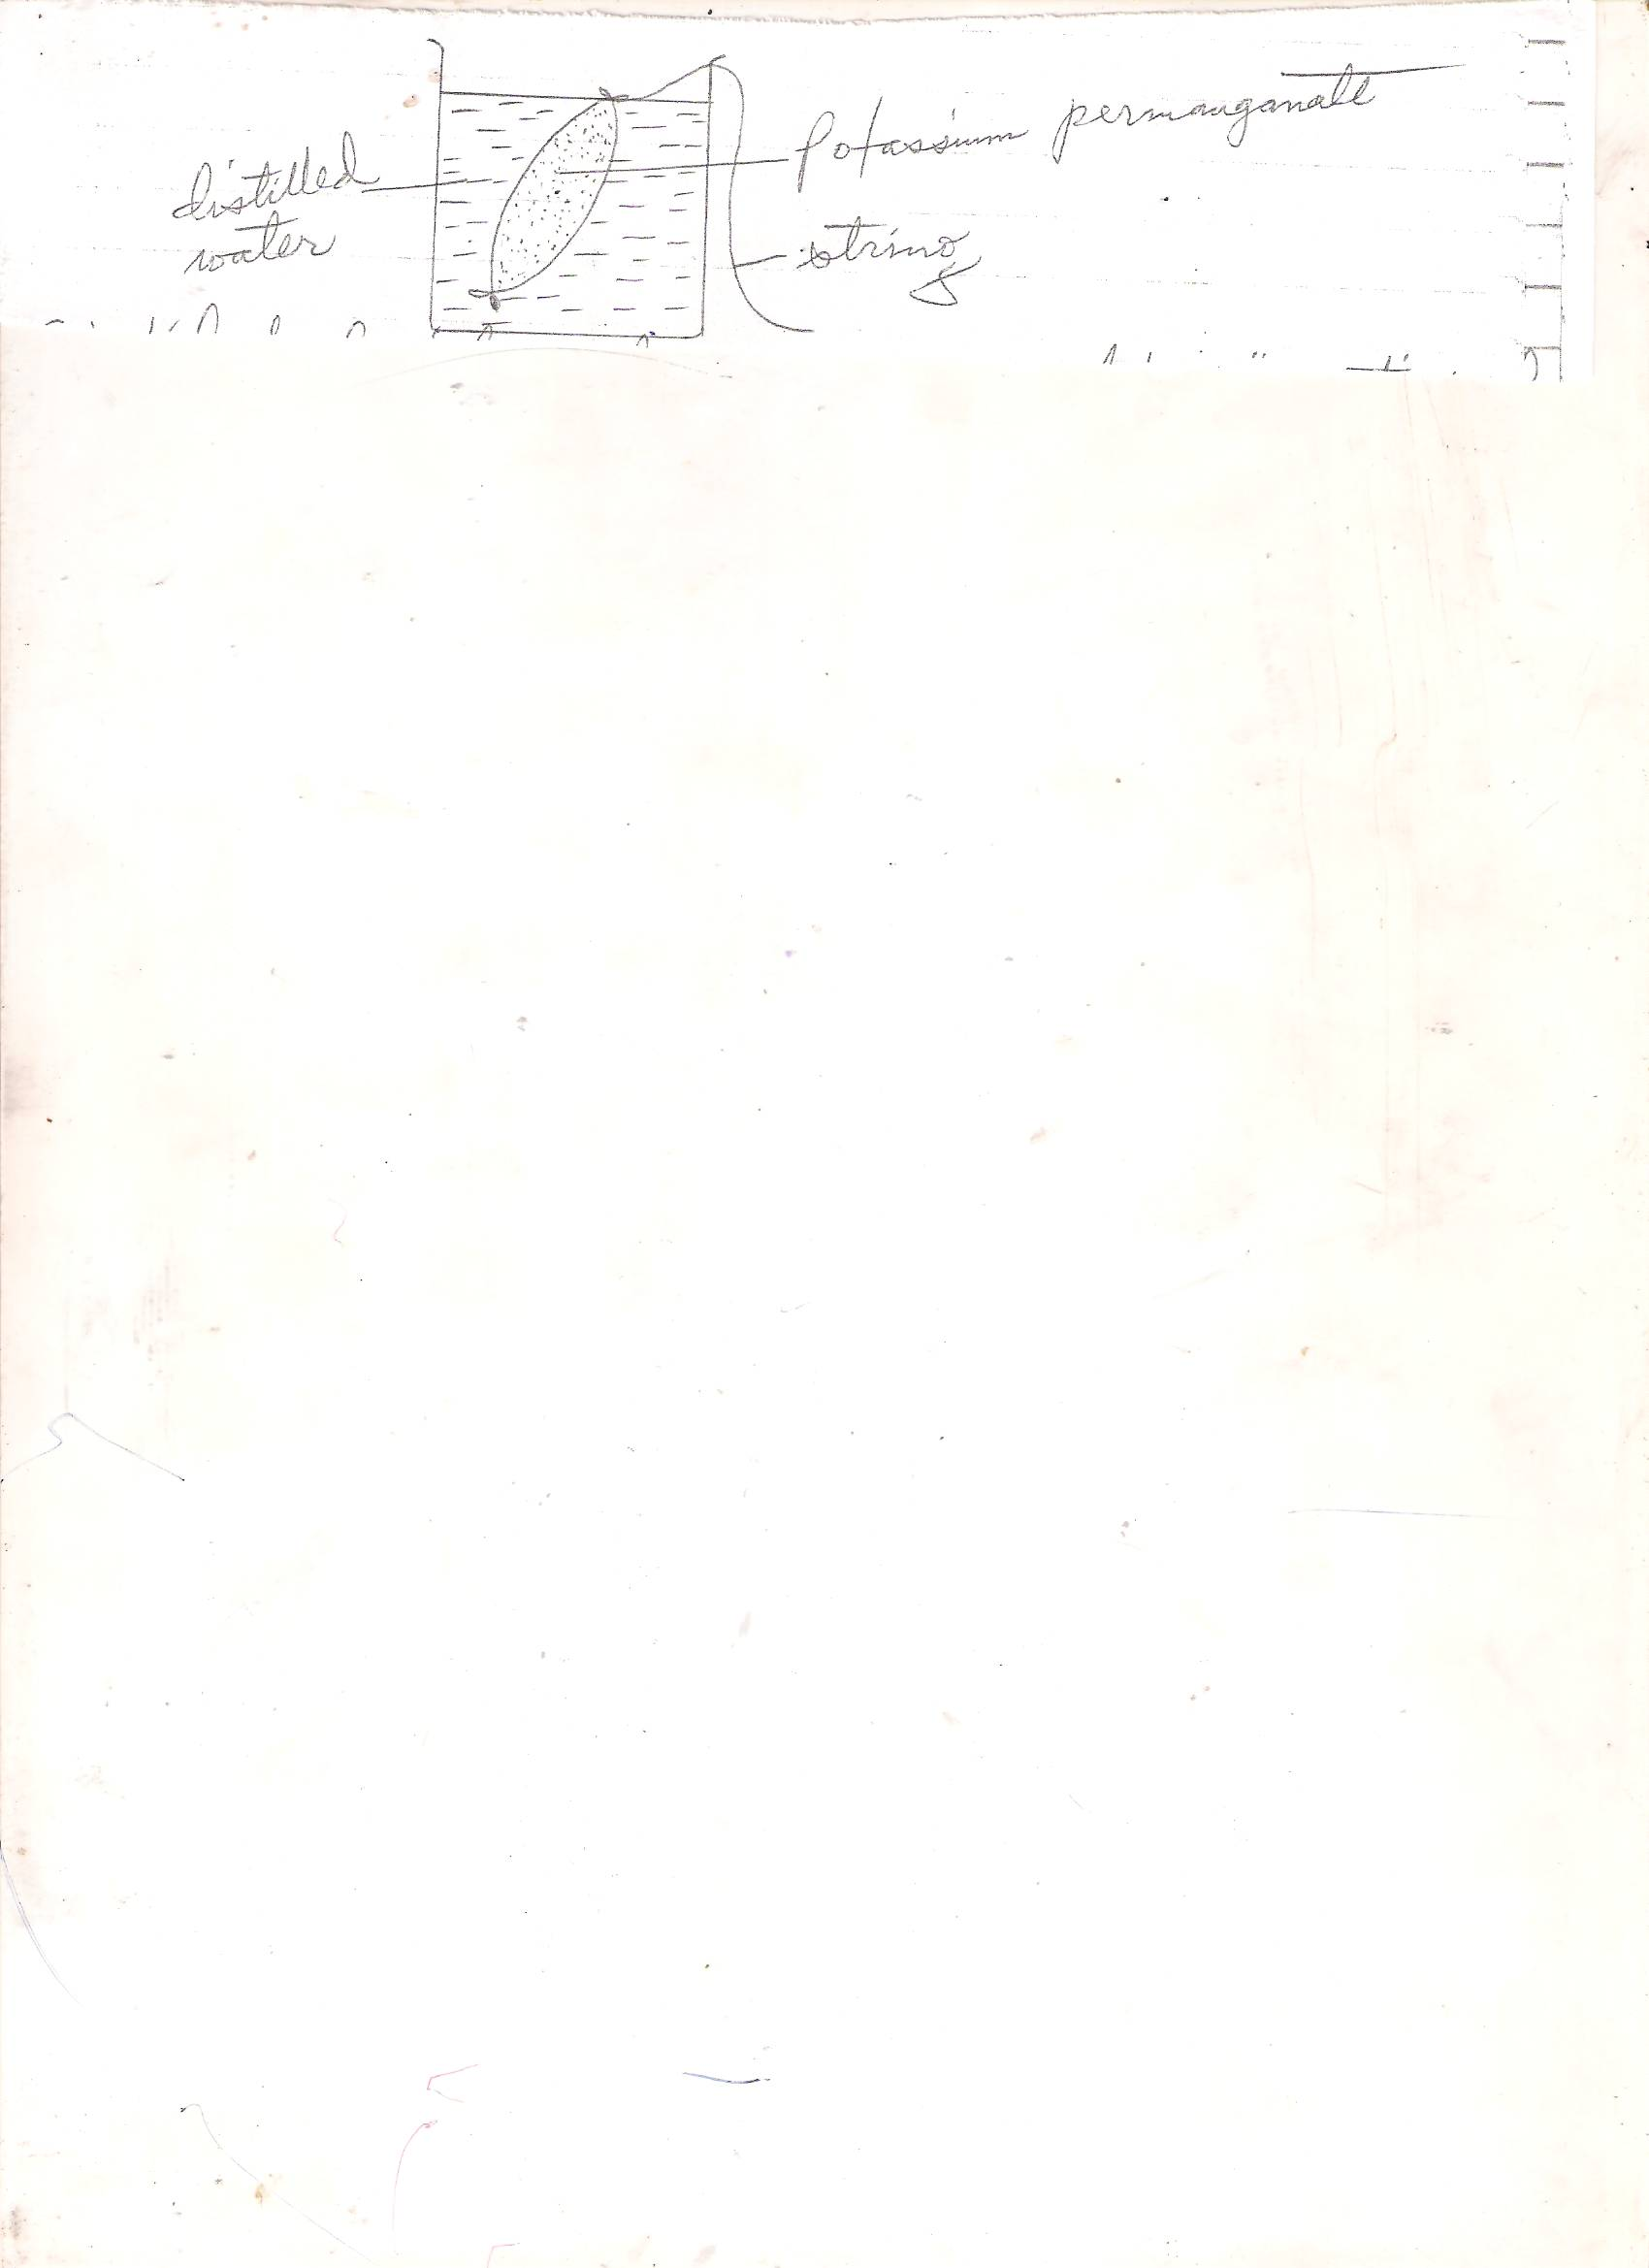 distilled
water
Potassium permanganate
string